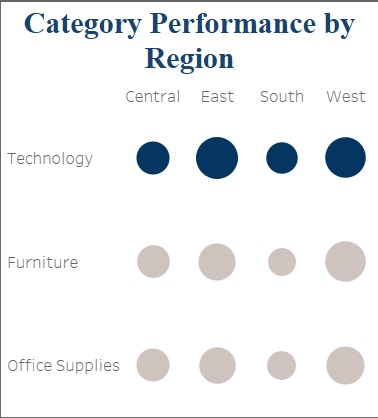 Category Performance by
Region
Central East South West
Technology
Furniture
Office Supplies